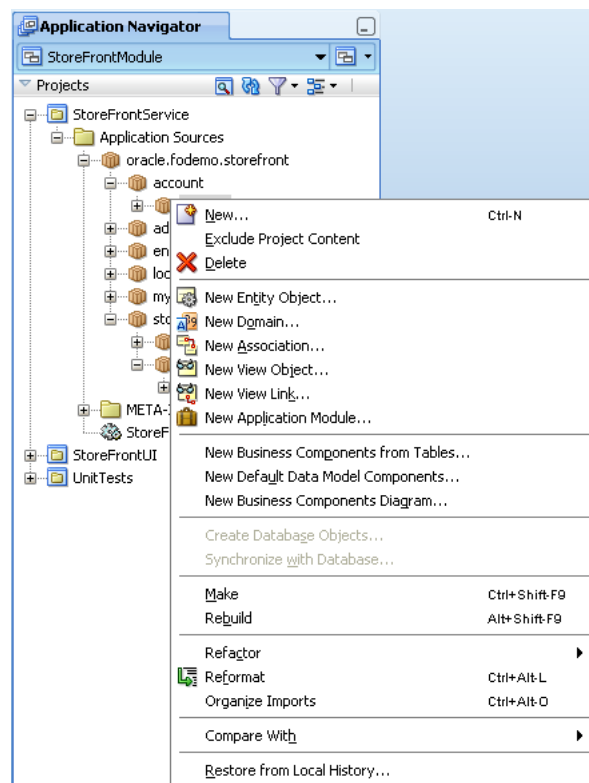 Application Navigator
StoreFrontModule
Projects
StoreFrontService
Application Sources
oracle.fodemo.storefront
account
ad
en
loc
my
sto
META-
StoreF
StoreFrontUI
UnitTests
New... Ctrl-N
Exclude Project Content
Delete
New Entity Object...
New Domain...
New Association...
New View Object...
New View Link...
New Application Module...
New Business Components from Tables...
New Default Data Model Components...
New Business Components Diagram...
Create Database Objects...
Synchronize with Database...
Make Ctrl+Shift-F9
Rebuild Alt+Shift-F9
Refactor
Reformat Ctrl+Alt-L
Organize Imports Ctrl+Alt-O
Compare With
Restore from Local History...